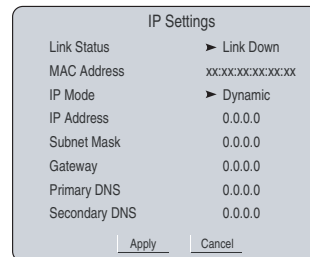 IP Settings
Link Status ➤ Link Down
MAC Address xx:xx:xx:xx:xx:xx
IP Mode ➤ Dynamic
IP Address 0.0.0.0
Subnet Mask 0.0.0.0
Gateway 0.0.0.0
Primary DNS 0.0.0.0
Secondary DNS 0.0.0.0
Apply Cancel